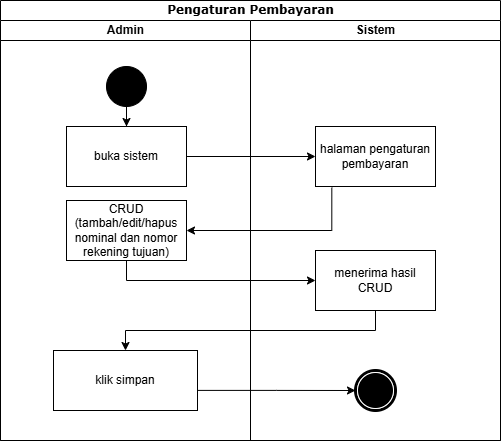 Pengaturan Pembayaran
Admin
Sistem
buka sistem
halaman pengaturan
pembayaran
CRUD
(tambah/edit/hapus
nominal dan nomor
rekening tujuan)
menerima hasil
CRUD
klik simpan